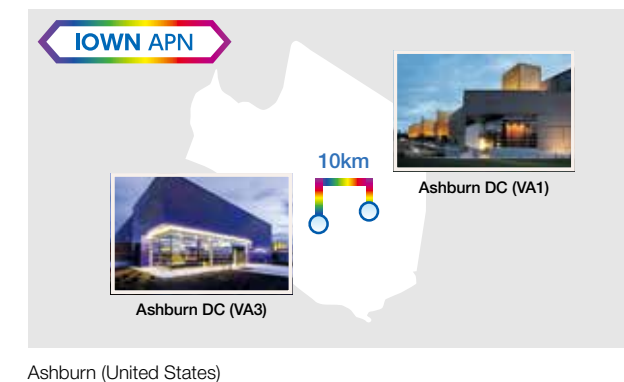 IOWN APN
10km
Ashburn DC (VA1)
Ashburn DC (VA3)
Ashburn (United States)